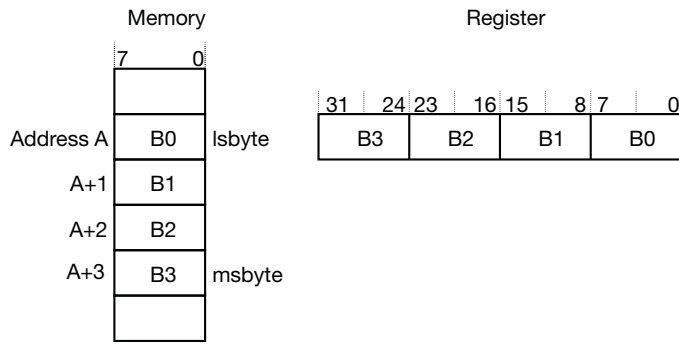 Memory
Register
7 0
31 24 23 16 15 8 7 0
Address A B0 lsbyte
B3 B2 B1 B0
A+1 B1
A+2 B2
A+3 B3 msbyte